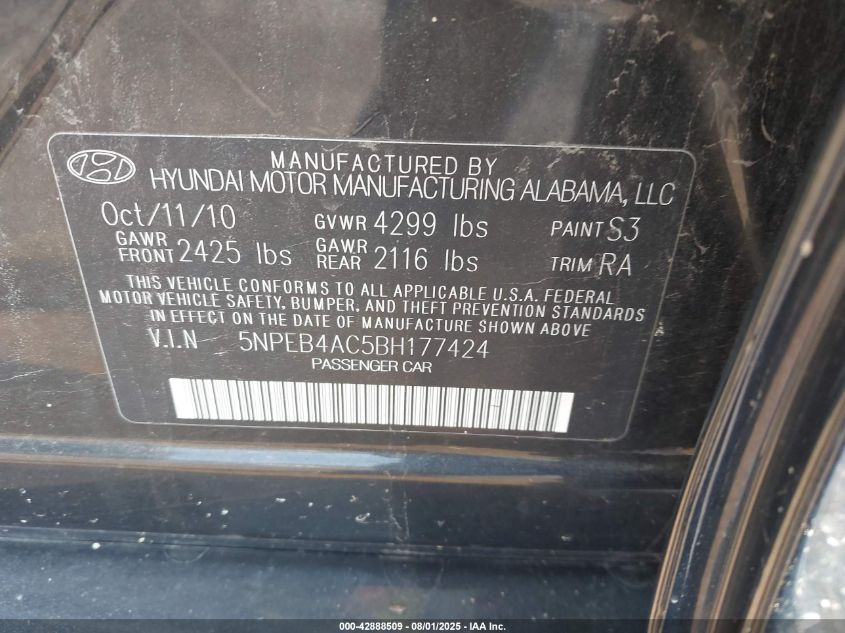 MANUFACTURED BY
HYUNDAI MOTOR MANUFACTURING ALABAMA, LLC
Oct/11/10 GVWR 4299 lbs PAINT S3
GAWR FRONT 2425 lbs GAWR REAR 2116 lbs TRIM RA
THIS VEHICLE CONFORMS TO ALL APPLICABLE U.S.A. FEDERAL
MOTOR VEHICLE SAFETY, BUMPER, AND THEFT PREVENTION STANDARDS
IN EFFECT ON THE DATE OF MANUFACTURE SHOWN ABOVE.
V.I.N 5NPEB4AC5BH177424
PASSENGER CAR
000-42888509 - 08/01/2025 - IAA Inc.